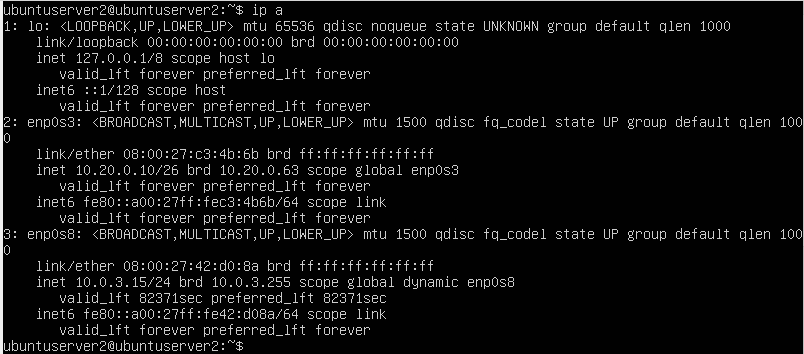 ubuntuserver2@ubuntuserver2:~$ ip a
1: lo: <LOOPBACK,UP,LOWER_UP> mtu 65536 qdisc noqueue state UNKNOWN group default qlen 1000
    link/loopback 00:00:00:00:00:00 brd 00:00:00:00:00:00
    inet 127.0.0.1/8 scope host lo
       valid_lft forever preferred_lft forever
    inet6 ::1/128 scope host
       valid_lft forever preferred_lft forever
2: enp0s3: <BROADCAST,MULTICAST,UP,LOWER_UP> mtu 1500 qdisc fq_codel state UP group default qlen 100
0
    link/ether 08:00:27:c3:4b:6b brd ff:ff:ff:ff:ff:ff
    inet 10.20.0.10/26 brd 10.20.0.63 scope global enp0s3
       valid_lft forever preferred_lft forever
    inet6 fe80::a00:27ff:fec3:4b6b/64 scope link
       valid_lft forever preferred_lft forever
3: enp0s8: <BROADCAST,MULTICAST,UP,LOWER_UP> mtu 1500 qdisc fq_codel state UP group default qlen 100
0
    link/ether 08:00:27:42:d0:8a brd ff:ff:ff:ff:ff:ff
    inet 10.0.3.15/24 brd 10.0.3.255 scope global dynamic enp0s8
       valid_lft 82371sec preferred_lft 82371sec
    inet6 fe80::a00:27ff:fe42:d08a/64 scope link
       valid_lft forever preferred_lft forever
ubuntuserver2@ubuntuserver2:~$